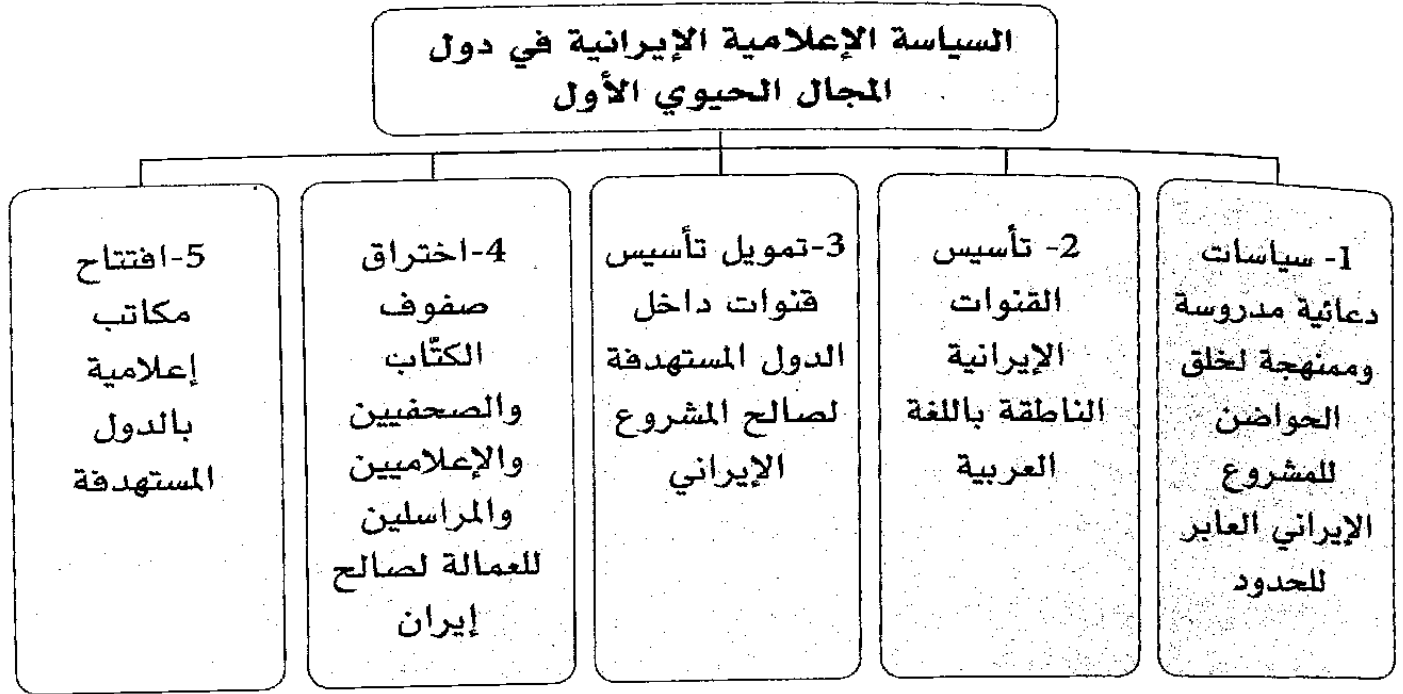 السياسة الإعلامية الإيرانية في دول
المجال الحيوي الأول
1- سياسات
دعائية مدروسة
وممنهجة لخلق
الحواضن
للمشروع
الإيراني العابر
للحدود
2- تأسيس
القنوات
الإيرانية
الناطقة باللغة
العربية
3-تمويل تأسيس
قنوات داخل
الدول المستهدفة
لصالح المشروع
الإيراني
4-اختراق
صفوف
الكتّاب
والصحفيين
والإعلاميين
والمراسلين
للعمالة لصالح
إيران
5-افتتاح
مكاتب
إعلامية
بالدول
المستهدفة